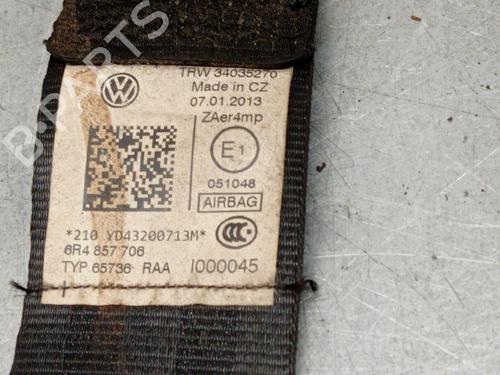 TRW 34035270
Made in CZ
07.01.2013
ZAer4mp
E1
051048
AIRBAG
*210 YD43200713M*
6R4 857 706
TYP 65736 RAA I000045
B-PARTS